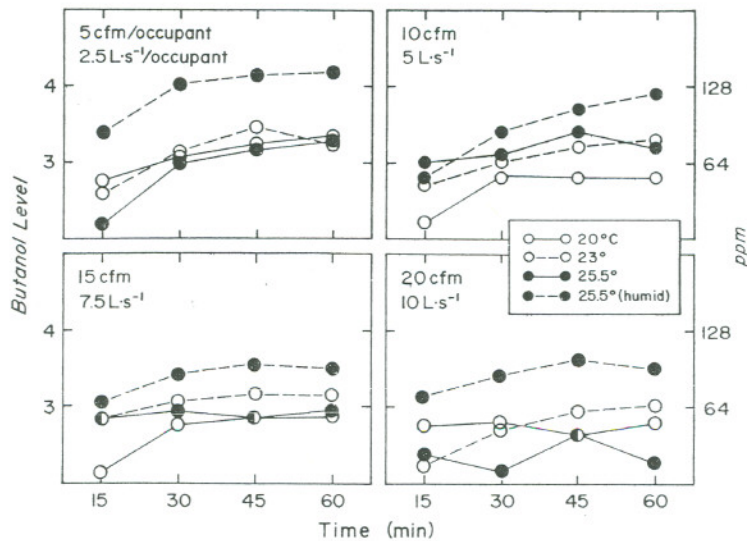 5 cfm/occupant
2.5 L·s⁻¹/occupant
10 cfm
5 L·s⁻¹
4
3
128
64
Butanol Level
ppm
20°C
23°
25.5°
25.5° (humid)
15 cfm
7.5 L·s⁻¹
20 cfm
10 L·s⁻¹
4
3
128
64
15 30 45 60 15 30 45 60
Time (min)